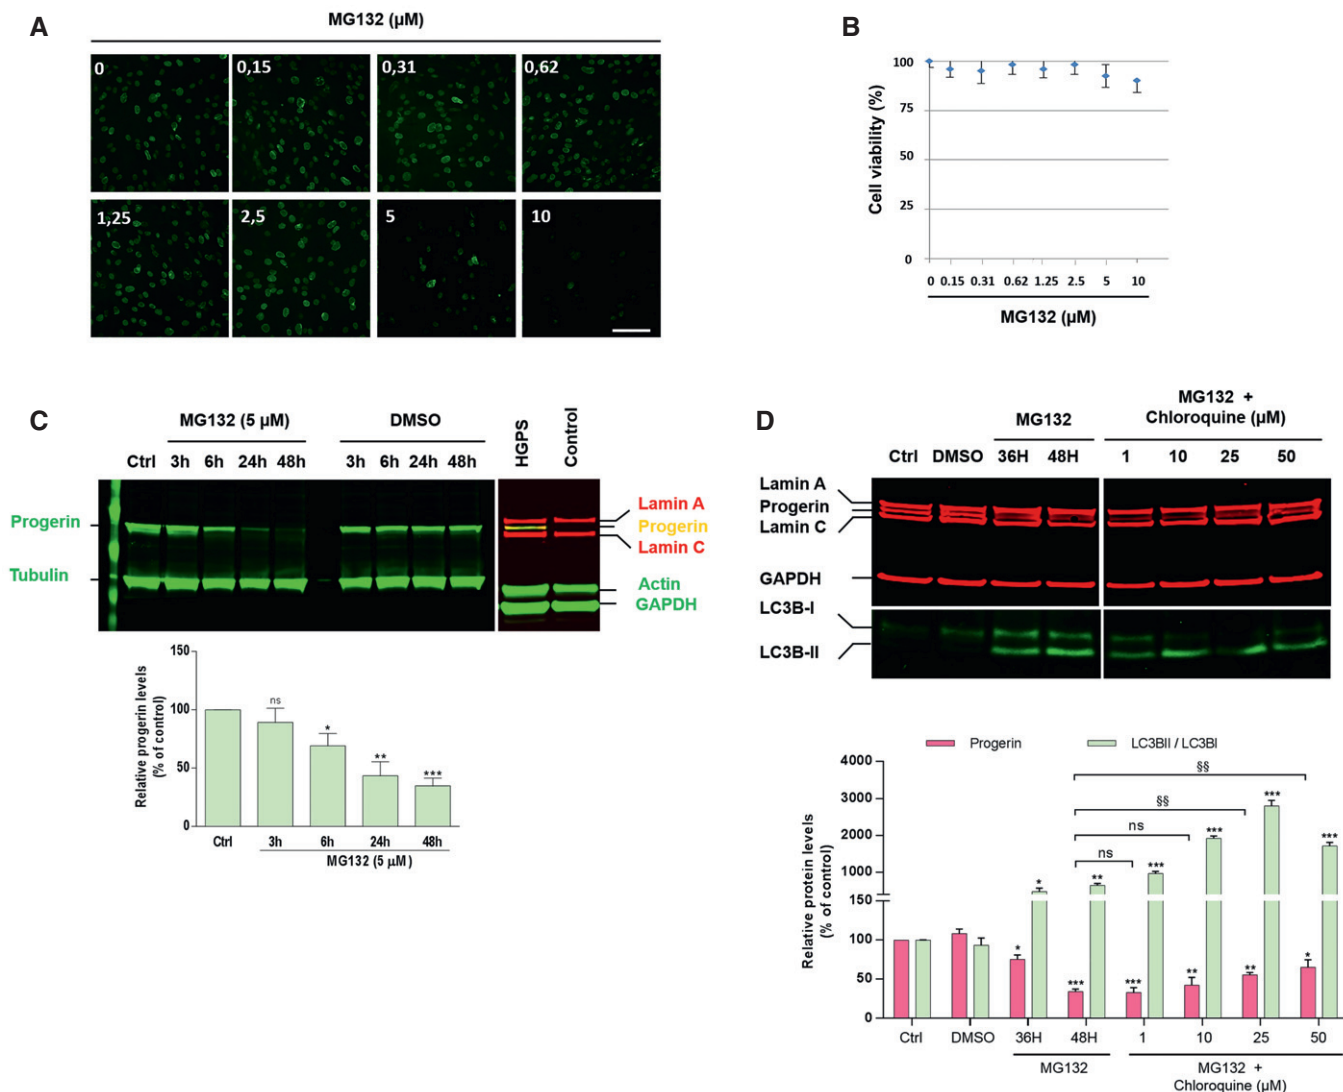 A
MG132 (µM)
0
0,15
0,31
0,62
1,25
2,5
5
10
B
Cell viability (%)
100
75
50
25
0
0 0.15 0.31 0.62 1.25 2.5 5 10
MG132 (µM)
C
MG132 (5 µM)
DMSO
HGPS
Control
Ctrl 3h 6h 24h 48h 3h 6h 24h 48h
Progerin
Tubulin
Lamin A
Progerin
Lamin C
Actin
GAPDH
Relative progerin levels
(% of control)
150
100
50
0
ns
*
**
***
Ctrl 3h 6h 24h 48h
MG132 (5 µM)
D
MG132
MG132 +
Chloroquine (µM)
Ctrl DMSO 36H 48H 1 10 25 50
Lamin A
Progerin
Lamin C
GAPDH
LC3B-I
LC3B-II
Progerin
LC3BII / LC3BI
Relative protein levels
(% of control)
4000
3000
2000
1000
150
100
50
0
§§
§§
ns
ns
* ** *** *** *** ***
* *** *** ** ** *
Ctrl DMSO 36H 48H 1 10 25 50
MG132
MG132 +
Chloroquine (µM)